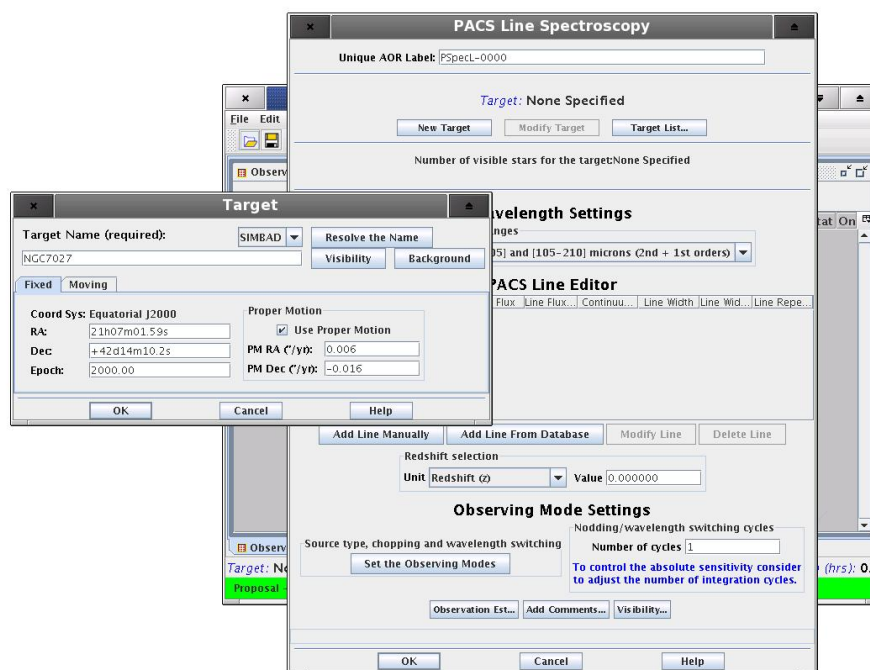 PACS Line Spectroscopy
Unique AOR Label: PSpecL-0000
Target: None Specified
New Target Modify Target Target List...
Number of visible stars for the target:None Specified
File Edit
Observ
tat On
Target
Target Name (required): SIMBAD Resolve the Name
NGC7027 Visibility Background
Fixed Moving
Coord Sys: Equatorial J2000 Proper Motion
RA: 21h07m01.59s Use Proper Motion
Dec: +42d14m10.2s PM RA ("/yr): 0.006
Epoch: 2000.00 PM Dec ("/yr): -0.016
OK Cancel Help
velength Settings
nges
05] and [105-210] microns (2nd + 1st orders)
PACS Line Editor
Flux Line Flux... Continuu... Line Width Line Wid... Line Repe...
Add Line Manually Add Line From Database Modify Line Delete Line
Redshift selection
Unit Redshift (z) Value 0.000000
Observing Mode Settings
Nodding/wavelength switching cycles
Source type, chopping and wavelength switching Number of cycles 1
Set the Observing Modes To control the absolute sensitivity consider
to adjust the number of integration cycles.
Observ
Target: No (hrs): 0.
Proposal
Observation Est... Add Comments... Visibility...
OK Cancel Help